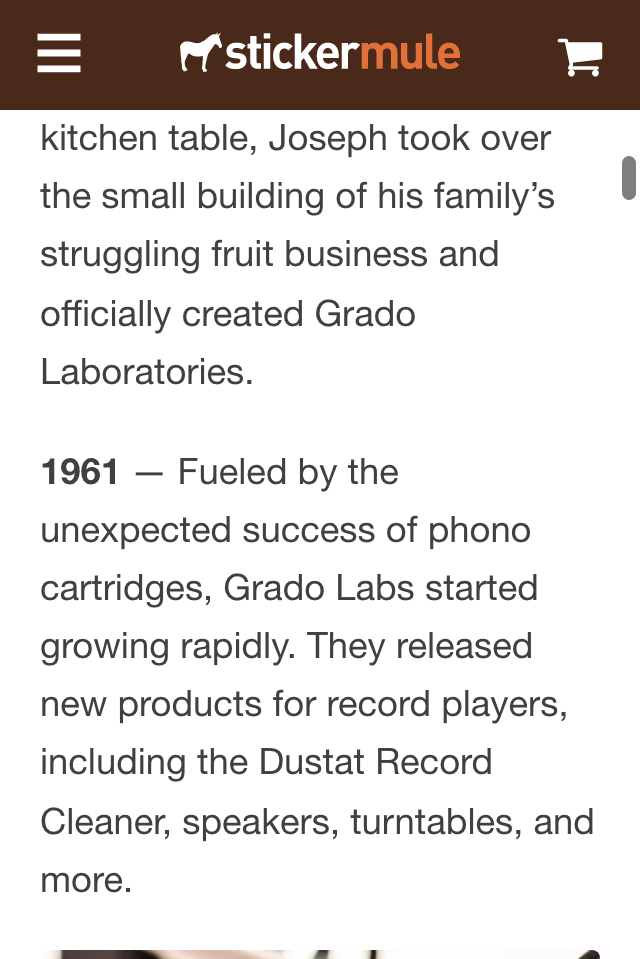 stickermule
kitchen table, Joseph took over
the small building of his family’s
struggling fruit business and
officially created Grado
Laboratories.
1961 — Fueled by the
unexpected success of phono
cartridges, Grado Labs started
growing rapidly. They released
new products for record players,
including the Dustat Record
Cleaner, speakers, turntables, and
more.